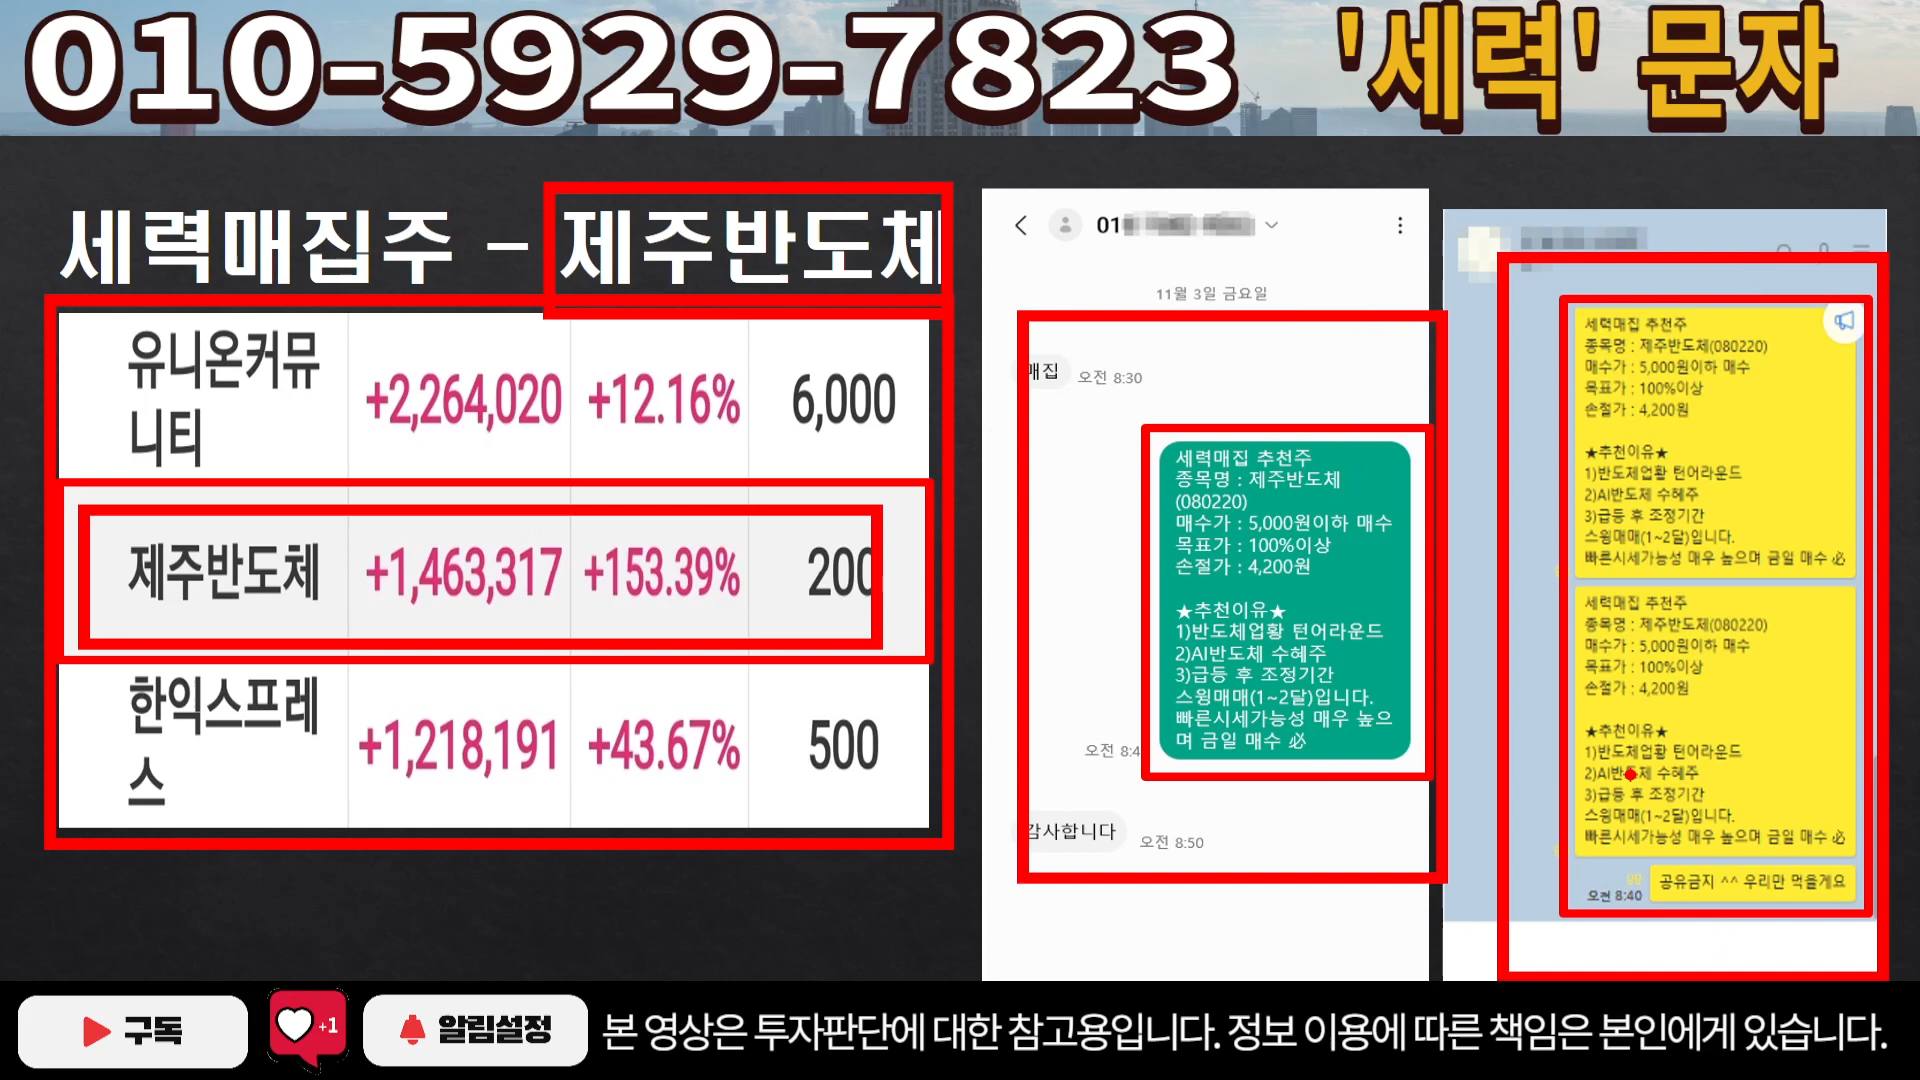 010-5929-7823 '세력' 문자
세력매집주 - 제주반도체
유니온커뮤
니티
+2,264,020 +12.16% 6,000
제주반도체 +1,463,317 +153.39% 200
한익스프레
스
+1,218,191 +43.67% 500
01
11월 3일 금요일
매집 오전 8:30
세력매집 추천주
종목명 : 제주반도체
(080220)
매수가 : 5,000원이하 매수
목표가 : 100%이상
손절가 : 4,200원
★추천이유★
1)반도체업황 턴어라운드
2)AI반도체 수혜주
3)급등 후 조정기간
스윙매매(1~2달)입니다.
빠른시세가능성 매우 높으
며 금일 매수 必
오전 8:4
감사합니다 오전 8:50
세력매집 추천주
종목명 : 제주반도체(080220)
매수가 : 5,000원이하 매수
목표가 : 100%이상
손절가 : 4,200원
★추천이유★
1)반도체업황 턴어라운드
2)AI반도체 수혜주
3)급등 후 조정기간
스윙매매(1~2달)입니다.
빠른시세가능성 매우 높으며 금일 매수 必
세력매집 추천주
종목명 : 제주반도체(080220)
매수가 : 5,000원이하 매수
목표가 : 100%이상
손절가 : 4,200원
★추천이유★
1)반도체업황 턴어라운드
2)AI반도체 수혜주
3)급등 후 조정기간
스윙매매(1~2달)입니다.
빠른시세가능성 매우 높으며 금일 매수 必
오전 8:40 공유금지 ^^ 우리만 먹을게요
구독 +1 알림설정 본 영상은 투자판단에 대한 참고용입니다. 정보 이용에 따른 책임은 본인에게 있습니다.